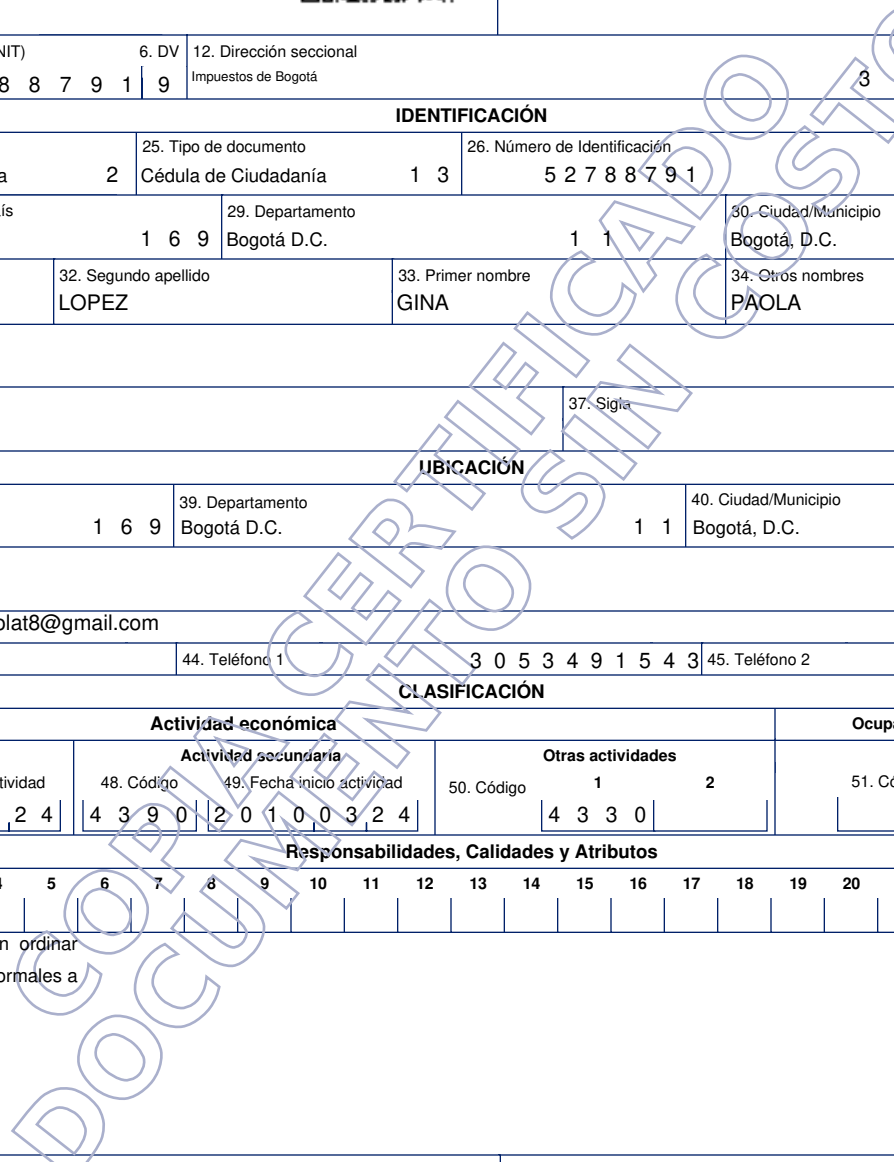 NIT) 6. DV 12. Dirección seccional
8 8 7 9 1 9 Impuestos de Bogotá 3
IDENTIFICACIÓN
25. Tipo de documento 26. Número de Identificación
a 2 Cédula de Ciudadanía 1 3 5 2 7 8 8 7 9 1
ís 29. Departamento 30. Ciudad/Municipio
1 6 9 Bogotá D.C. 1 1 Bogotá, D.C.
32. Segundo apellido 33. Primer nombre 34. Otros nombres
LOPEZ GINA PAOLA
37. Sigla
UBICACIÓN
39. Departamento 40. Ciudad/Municipio
1 6 9 Bogotá D.C. 1 1 Bogotá, D.C.
olat8@gmail.com
44. Teléfono 1 3 0 5 3 4 9 1 5 4 3 45. Teléfono 2
CLASIFICACIÓN
Actividad económica Ocupa
Actividad secundaria Otras actividades
tividad 48. Código 49. Fecha inicio actividad 50. Código 1 2 51. Có
2 4 4 3 9 0 2 0 1 0 0 3 2 4 4 3 3 0
Responsabilidades, Calidades y Atributos
4 5 6 7 8 9 10 11 12 13 14 15 16 17 18 19 20
n ordinar
ormales a
COPIA CERTIFICADO
DOCUMENTO SIN COSTO